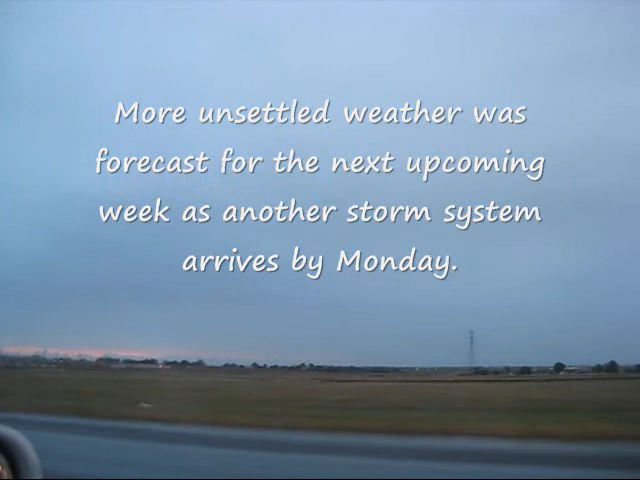 More unsettled weather was
forecast for the next upcoming
week as another storm system
arrives by Monday.